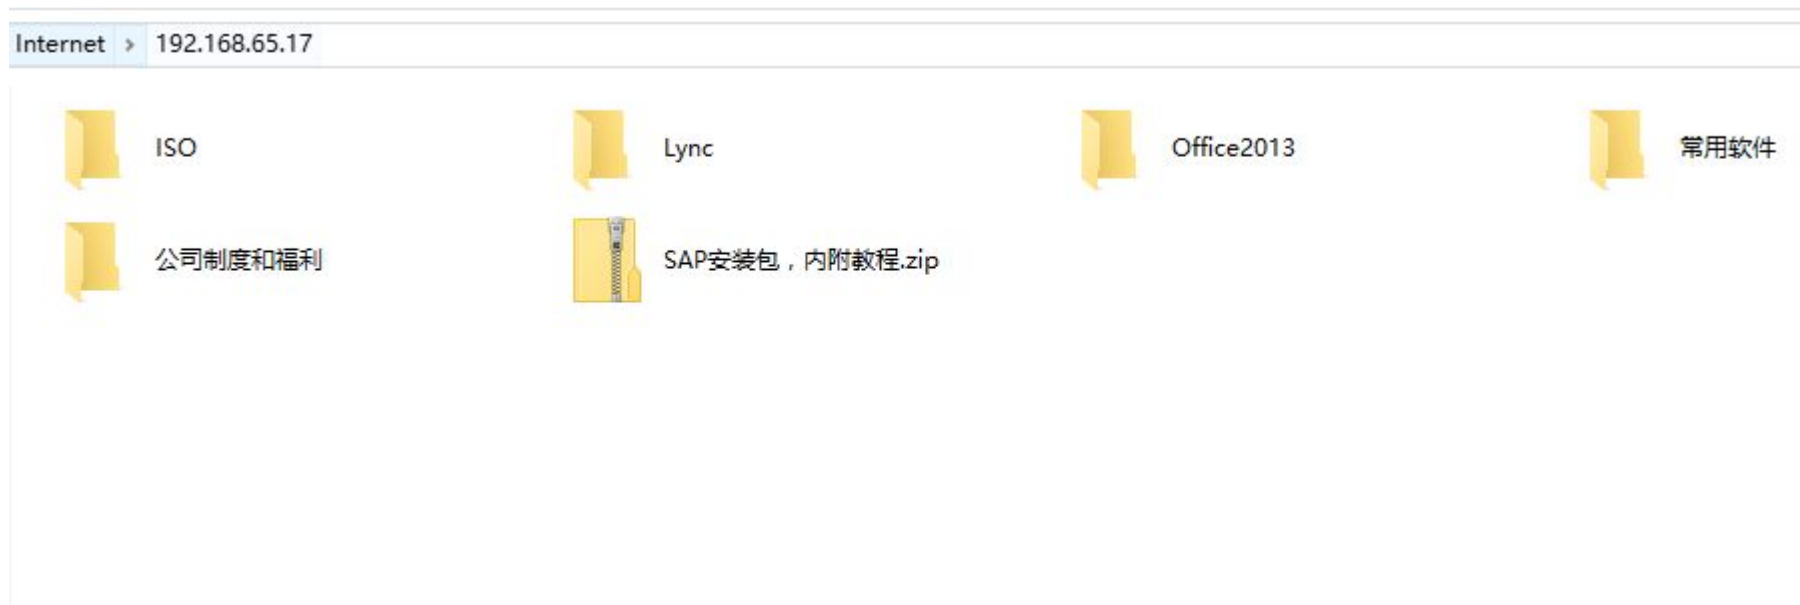 Internet > 192.168.65.17
ISO
Lync
Office2013
常用软件
公司制度和福利
SAP安装包，内附教程.zip